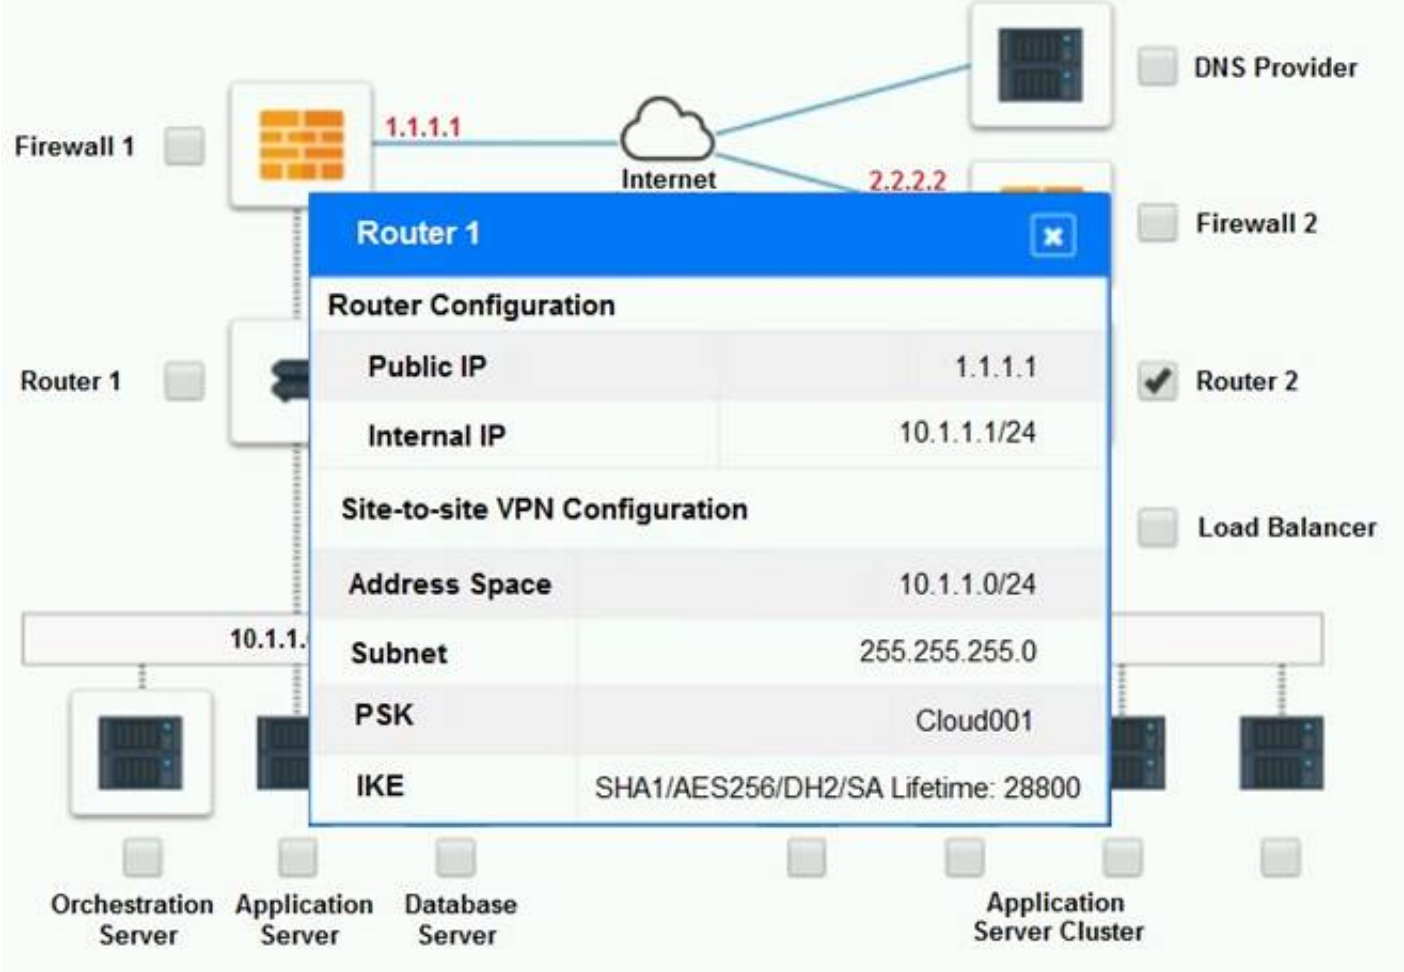 DNS Provider
Firewall 1
1.1.1.1
Internet
2.2.2.2
Firewall 2
Router 1
Router Configuration
Public IP 1.1.1.1
Internal IP 10.1.1.1/24
Router 1
Router 2
Site-to-site VPN Configuration
Load Balancer
Address Space 10.1.1.0/24
10.1.1.
Subnet 255.255.255.0
PSK Cloud001
IKE SHA1/AES256/DH2/SA Lifetime: 28800
Orchestration
Server
Application
Server
Database
Server
Application
Server Cluster